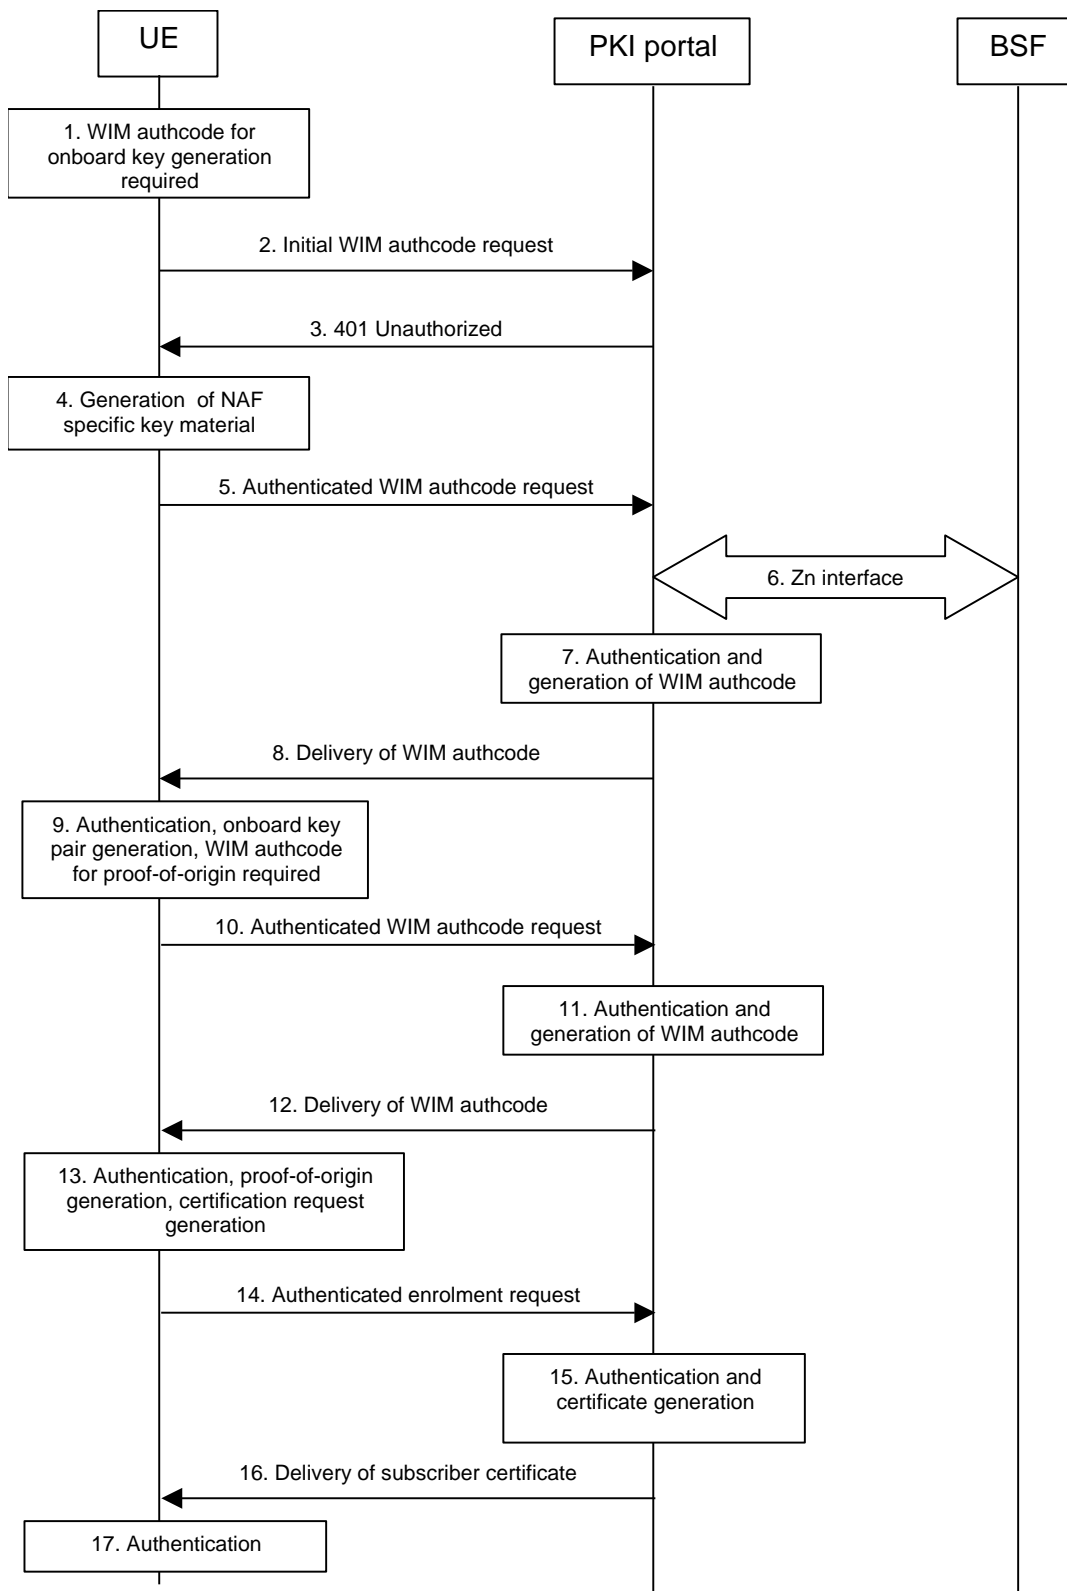 UE
PKI portal
BSF
1. WIM authcode for
onboard key generation
required
2. Initial WIM authcode request
3. 401 Unauthorized
4. Generation of NAF
specific key material
5. Authenticated WIM authcode request
6. Zn interface
7. Authentication and
generation of WIM authcode
8. Delivery of WIM authcode
9. Authentication, onboard key
pair generation, WIM authcode
for proof-of-origin required
10. Authenticated WIM authcode request
11. Authentication and
generation of WIM authcode
12. Delivery of WIM authcode
13. Authentication, proof-of-origin
generation, certification request
generation
14. Authenticated enrolment request
15. Authentication and
certificate generation
16. Delivery of subscriber certificate
17. Authentication